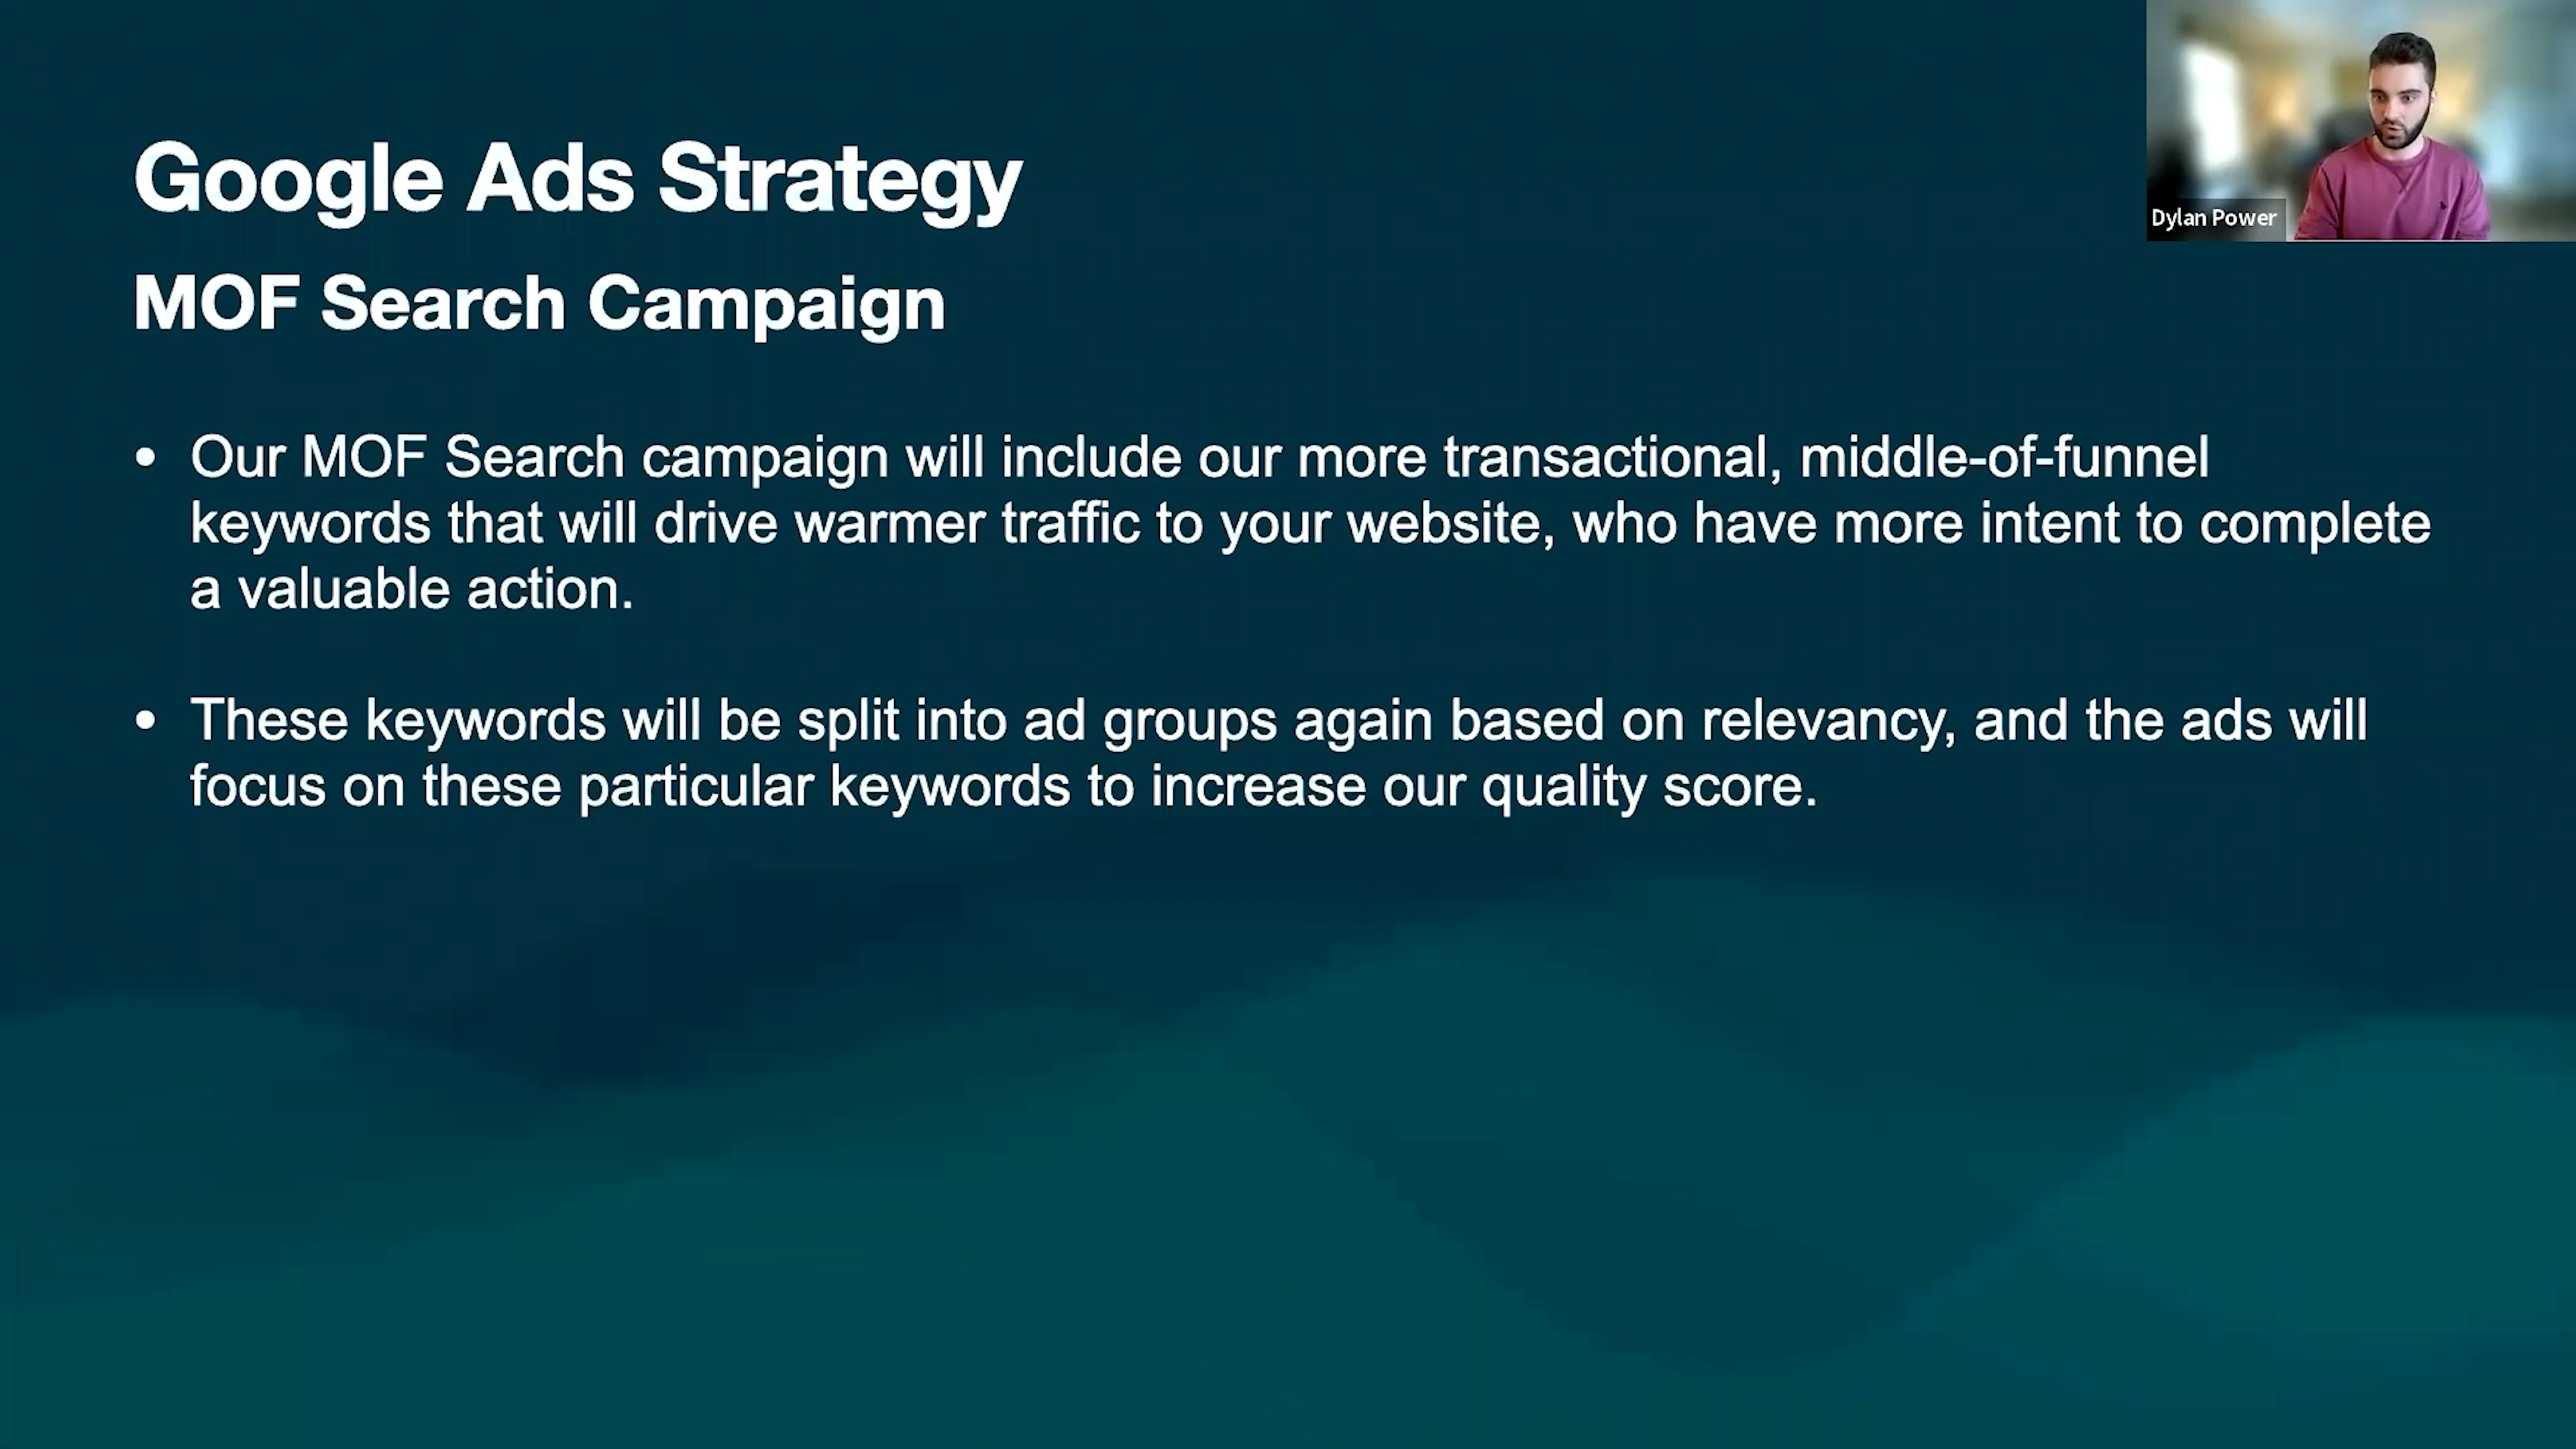 Google Ads Strategy
MOF Search Campaign
• Our MOF Search campaign will include our more transactional, middle-of-funnel
keywords that will drive warmer traffic to your website, who have more intent to complete
a valuable action.
• These keywords will be split into ad groups again based on relevancy, and the ads will
focus on these particular keywords to increase our quality score.
Dylan Power